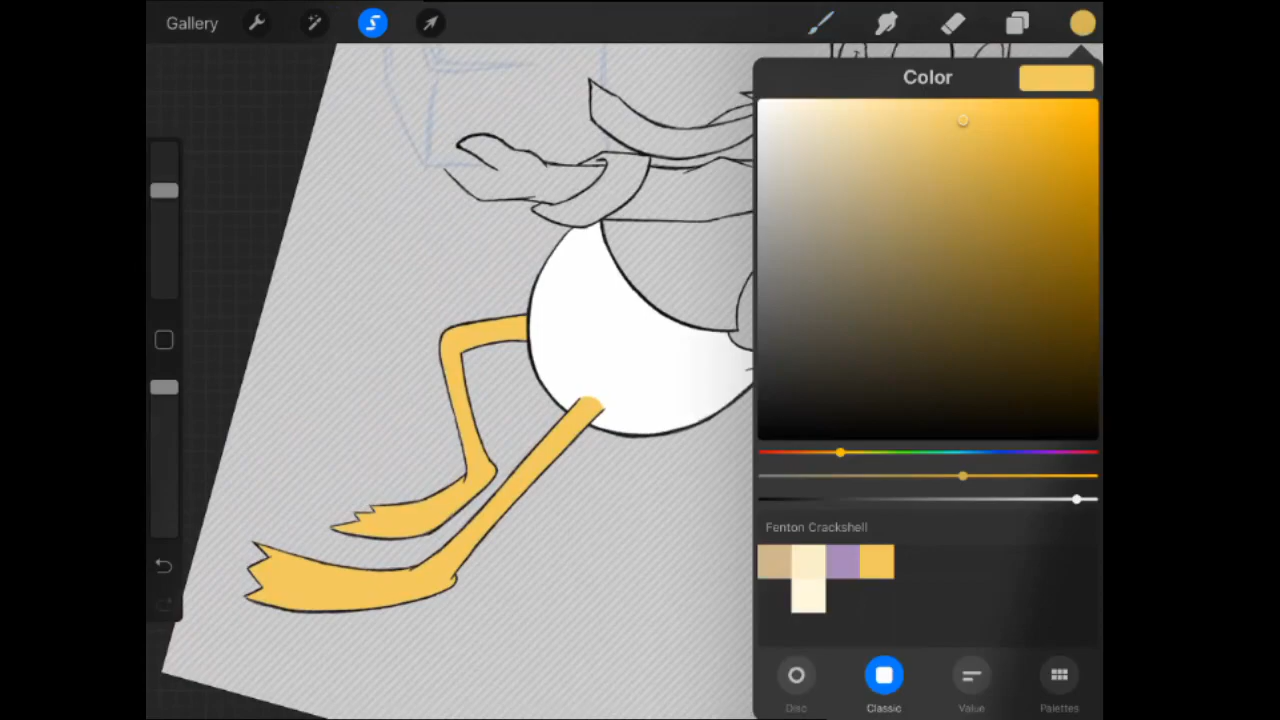 Gallery
Color
Fenton Crackshell
Disc
Classic
Value
Palettes